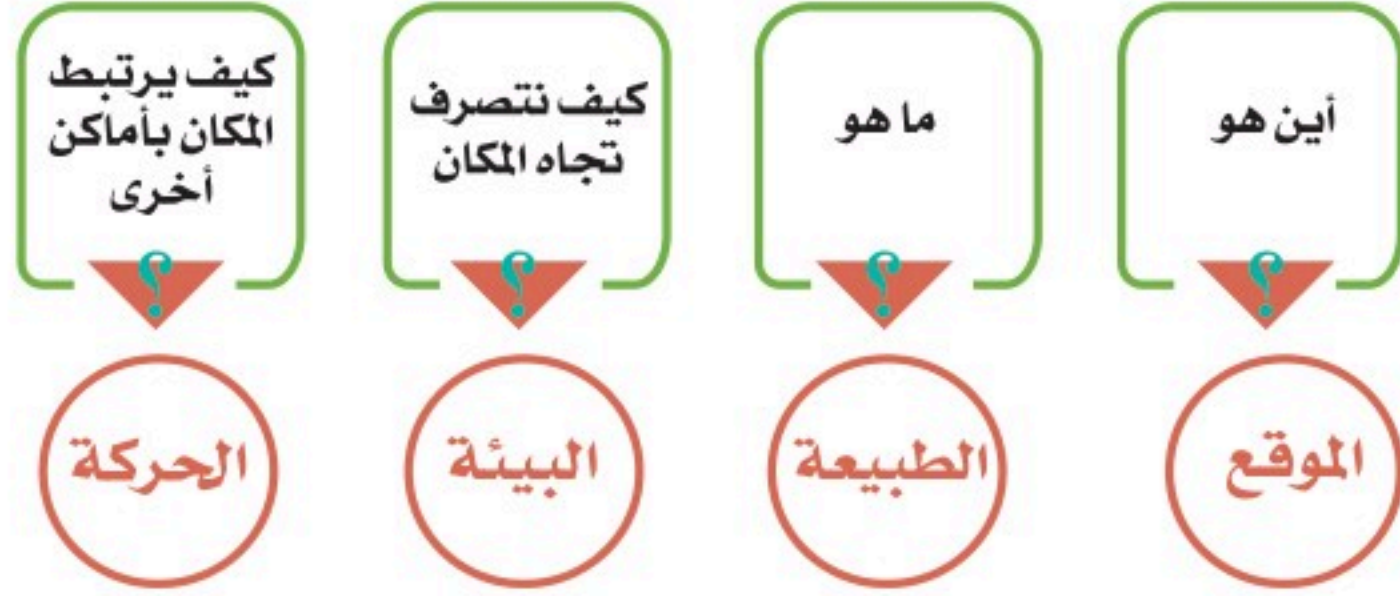 أين هو
؟
الموقع
ما هو
؟
الطبيعة
كيف نتصرف
تجاه المكان
؟
البيئة
كيف يرتبط
المكان بأماكن
أخرى
؟
الحركة